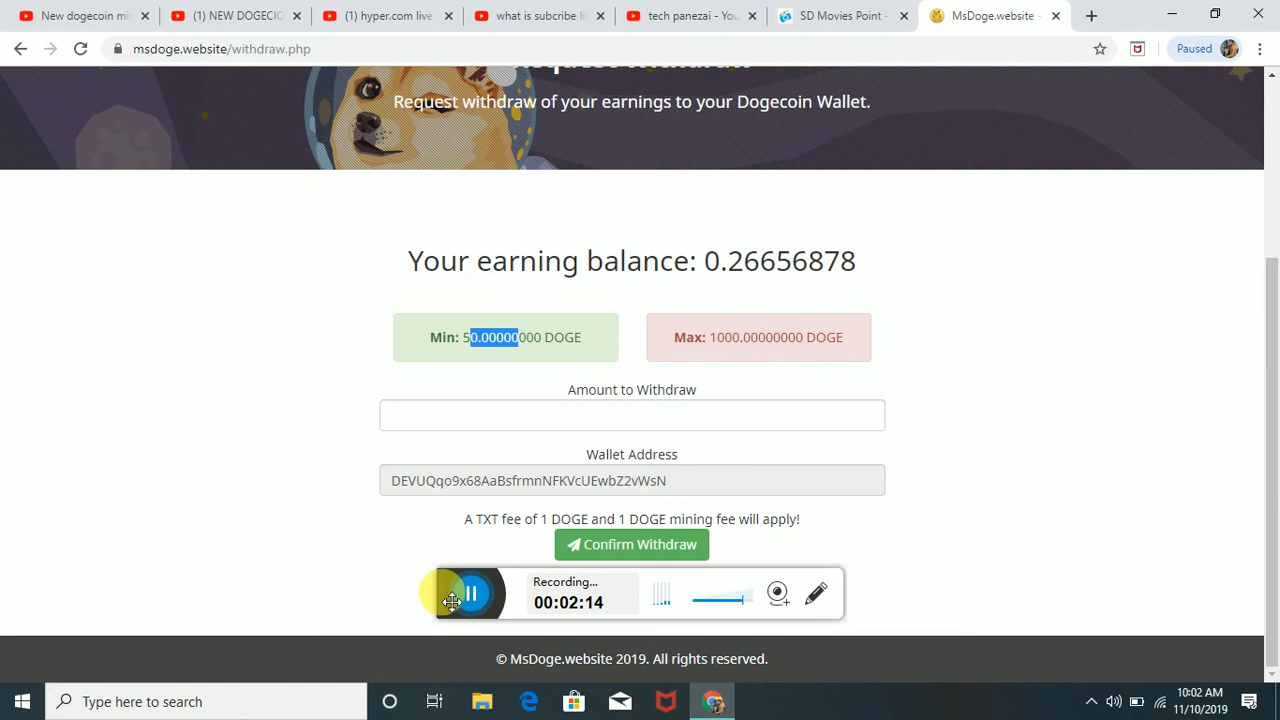 New dogecoin min
(1) NEW DOGECIO
(1) hyper.com live
what is subcribe li
tech panezai - You
SD Movies Point -
MsDoge.website -
msdoge.website/withdraw.php
Paused
Request withdraw of your earnings to your Dogecoin Wallet.
Your earning balance: 0.26656878
Min: 50.00000000 DOGE
Max: 1000.00000000 DOGE
Amount to Withdraw
Wallet Address
DEVUQqo9x68AaBsfrmnNFKVcUEwbZ2vWsN
A TXT fee of 1 DOGE and 1 DOGE mining fee will apply!
Confirm Withdraw
Recording...
00:02:14
© MsDoge.website 2019. All rights reserved.
Type here to search
10:02 AM
11/10/2019